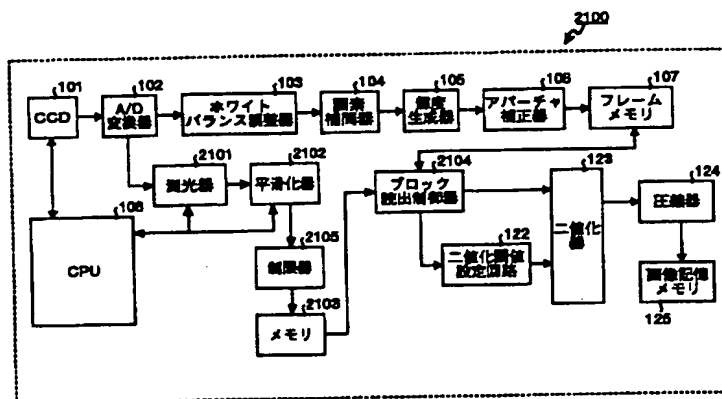 2100
101
CCD
102
A/D
変換器
103
ホワイト
バランス調整器
104
画素
補間器
105
輝度
生成器
106
アパーチャ
補正器
107
フレーム
メモリ
2101
測光器
2102
平滑化器
2104
ブロック
読出制御器
123
二値化
器
124
圧縮器
108
CPU
2105
制限器
122
二値化閾値
設定回路
画像記憶
メモリ
125
2103
メモリ